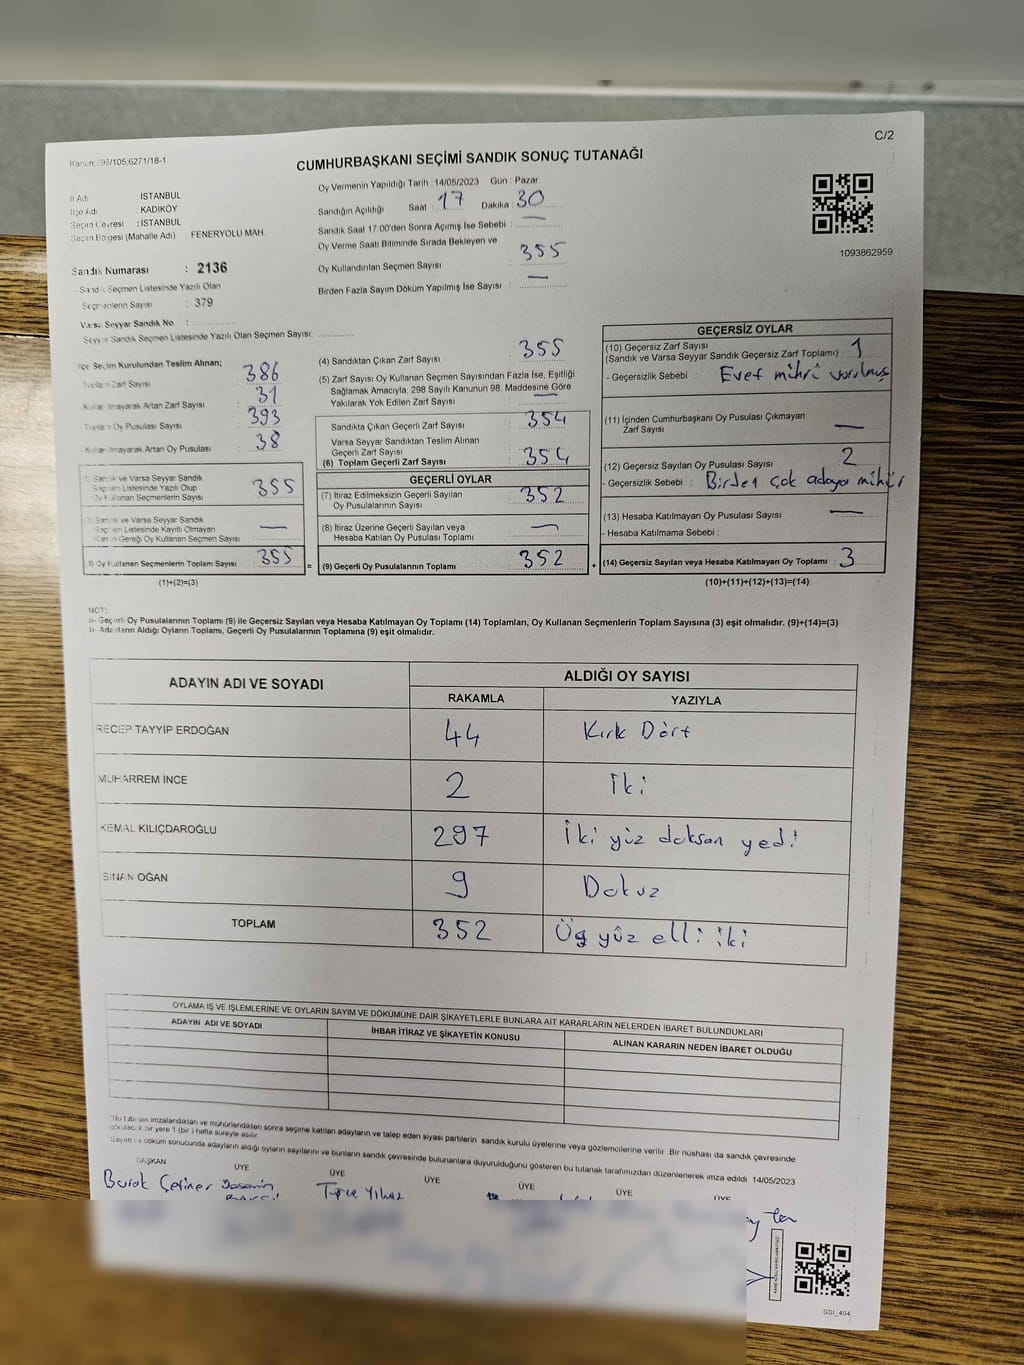 C/2
Kanun: 298/105,6271/18-1
CUMHURBAŞKANI SEÇİMİ SANDIK SONUÇ TUTANAĞI
İl Adı : İSTANBUL
İlçe Adı : KADIKÖY
Seçim Çevresi : İSTANBUL
Seçim Bölgesi (Mahalle Adı) : FENERYOLU MAH.
Sandık Numarası : 2136
- Sandık Seçmen Listesinde Yazılı Olan
Seçmenlerin Sayısı : 379
Varsa Seyyar Sandık No :
Seyyar Sandık Seçmen Listesinde Yazılı Olan Seçmen Sayısı:
Oy Vermenin Yapıldığı Tarih : 14/05/2023 Gün : Pazar
Sandığın Açıldığı Saat : 17 Dakika : 30
Sandık Saat 17:00'den Sonra Açımış İse Sebebi : —
Oy Verme Saati Bitiminde Sırada Bekleyen ve
Oy Kullandırılan Seçmen Sayısı : 355
Birden Fazla Sayım Döküm Yapılmış İse Sayısı : —
1093862959
İlçe Seçim Kurulundan Teslim Alınan;
Toplam Zarf Sayısı : 386
Kullanılmayarak Artan Zarf Sayısı : 31
Toplam Oy Pusulası Sayısı : 393
- Kullanılmayarak Artan Oy Pusulası : 38
(1) Sandık ve Varsa Seyyar Sandık
Seçmen Listesinde Yazılı Olup
Oy Kullanan Seçmenlerin Sayısı : 355
(2) Sandık ve Varsa Seyyar Sandık
Seçmen Listesinde Kayıtlı Olmayan
Kanun Gereği Oy Kullanan Seçmen Sayısı : —
(3) Oy Kullanan Seçmenlerin Toplam Sayısı : 355
(1)+(2)=(3)
=
(4) Sandıktan Çıkan Zarf Sayısı : 355
(5) Zarf Sayısı Oy Kullanan Seçmen Sayısından Fazla İse, Eşitliği
Sağlamak Amacıyla, 298 Sayılı Kanunun 98. Maddesine Göre
Yakılarak Yok Edilen Zarf Sayısı : —
Sandıkta Çıkan Geçerli Zarf Sayısı : 354
Varsa Seyyar Sandıktan Teslim Alınan
Geçerli Zarf Sayısı :
(6) Toplam Geçerli Zarf Sayısı : 354
GEÇERLİ OYLAR
(7) İtiraz Edilmeksizin Geçerli Sayılan
Oy Pusulalarının Sayısı : 352
(8) İtiraz Üzerine Geçerli Sayılan veya
Hesaba Katılan Oy Pusulası Toplamı : —
(9) Geçerli Oy Pusulalarının Toplamı : 352
+
GEÇERSİZ OYLAR
(10) Geçersiz Zarf Sayısı
(Sandık ve Varsa Seyyar Sandık Geçersiz Zarf Toplamı) : 1
- Geçersizlik Sebebi : Evet mihri vurulmuş
(11) İçinden Cumhurbaşkanı Oy Pusulası Çıkmayan
Zarf Sayısı : —
(12) Geçersiz Sayılan Oy Pusulası Sayısı : 2
- Geçersizlik Sebebi : Birden çok adaya mihür
(13) Hesaba Katılmayan Oy Pusulası Sayısı : —
- Hesaba Katılmama Sebebi :
(14) Geçersiz Sayılan veya Hesaba Katılmayan Oy Toplamı : 3
(10)+(11)+(12)+(13)=(14)
NOT:
a- Geçerli Oy Pusulalarının Toplamı (9) ile Geçersiz Sayılan veya Hesaba Katılmayan Oy Toplamı (14) Toplamları, Oy Kullanan Seçmenlerin Toplam Sayısına (3) eşit olmalıdır. (9)+(14)=(3)
b- Adayların Aldığı Oyların Toplamı, Geçerli Oy Pusulalarının Toplamına (9) eşit olmalıdır.
ADAYIN ADI VE SOYADI
ALDIĞI OY SAYISI
RAKAMLA YAZIYLA
RECEP TAYYİP ERDOĞAN 44 Kırk Dört
MUHARREM İNCE 2 İki
KEMAL KILIÇDAROĞLU 297 İki yüz doksan yedi
SİNAN OĞAN 9 Dokuz
TOPLAM 352 Üç yüz elli iki
OYLAMA İŞ VE İŞLEMLERİNE VE OYLARIN SAYIM VE DÖKÜMÜNE DAİR ŞİKAYETLERLE BUNLARA AİT KARARLARIN NELERDEN İBARET BULUNDUKLARI
ADAYIN ADI VE SOYADI İHBAR İTİRAZ VE ŞİKAYETİN KONUSU ALINAN KARARIN NEDEN İBARET OLDUĞU
imzalandıktan ve mühürlendikten sonra seçime katılan adayların ve talep eden siyasi partilerin sandık kurulu üyelerine veya gözlemcilerine verilir. Bir nüshası da sandık çevresinde
görülebilecek bir yere 1 (bir) hafta süreyle asılır.
Sayım ve döküm sonucunda adayların aldığı oyların sayılarını ve bunların sandık çevresinde bulunanlara duyurulduğunu gösteren bu tutanak tarafımızdan düzenlenerek imza edildi. 14/05/2023
BAŞKAN ÜYE ÜYE ÜYE ÜYE ÜYE ÜYE
Burak Çetiner Yasemin Tuğçe Yılmaz
SSI_404